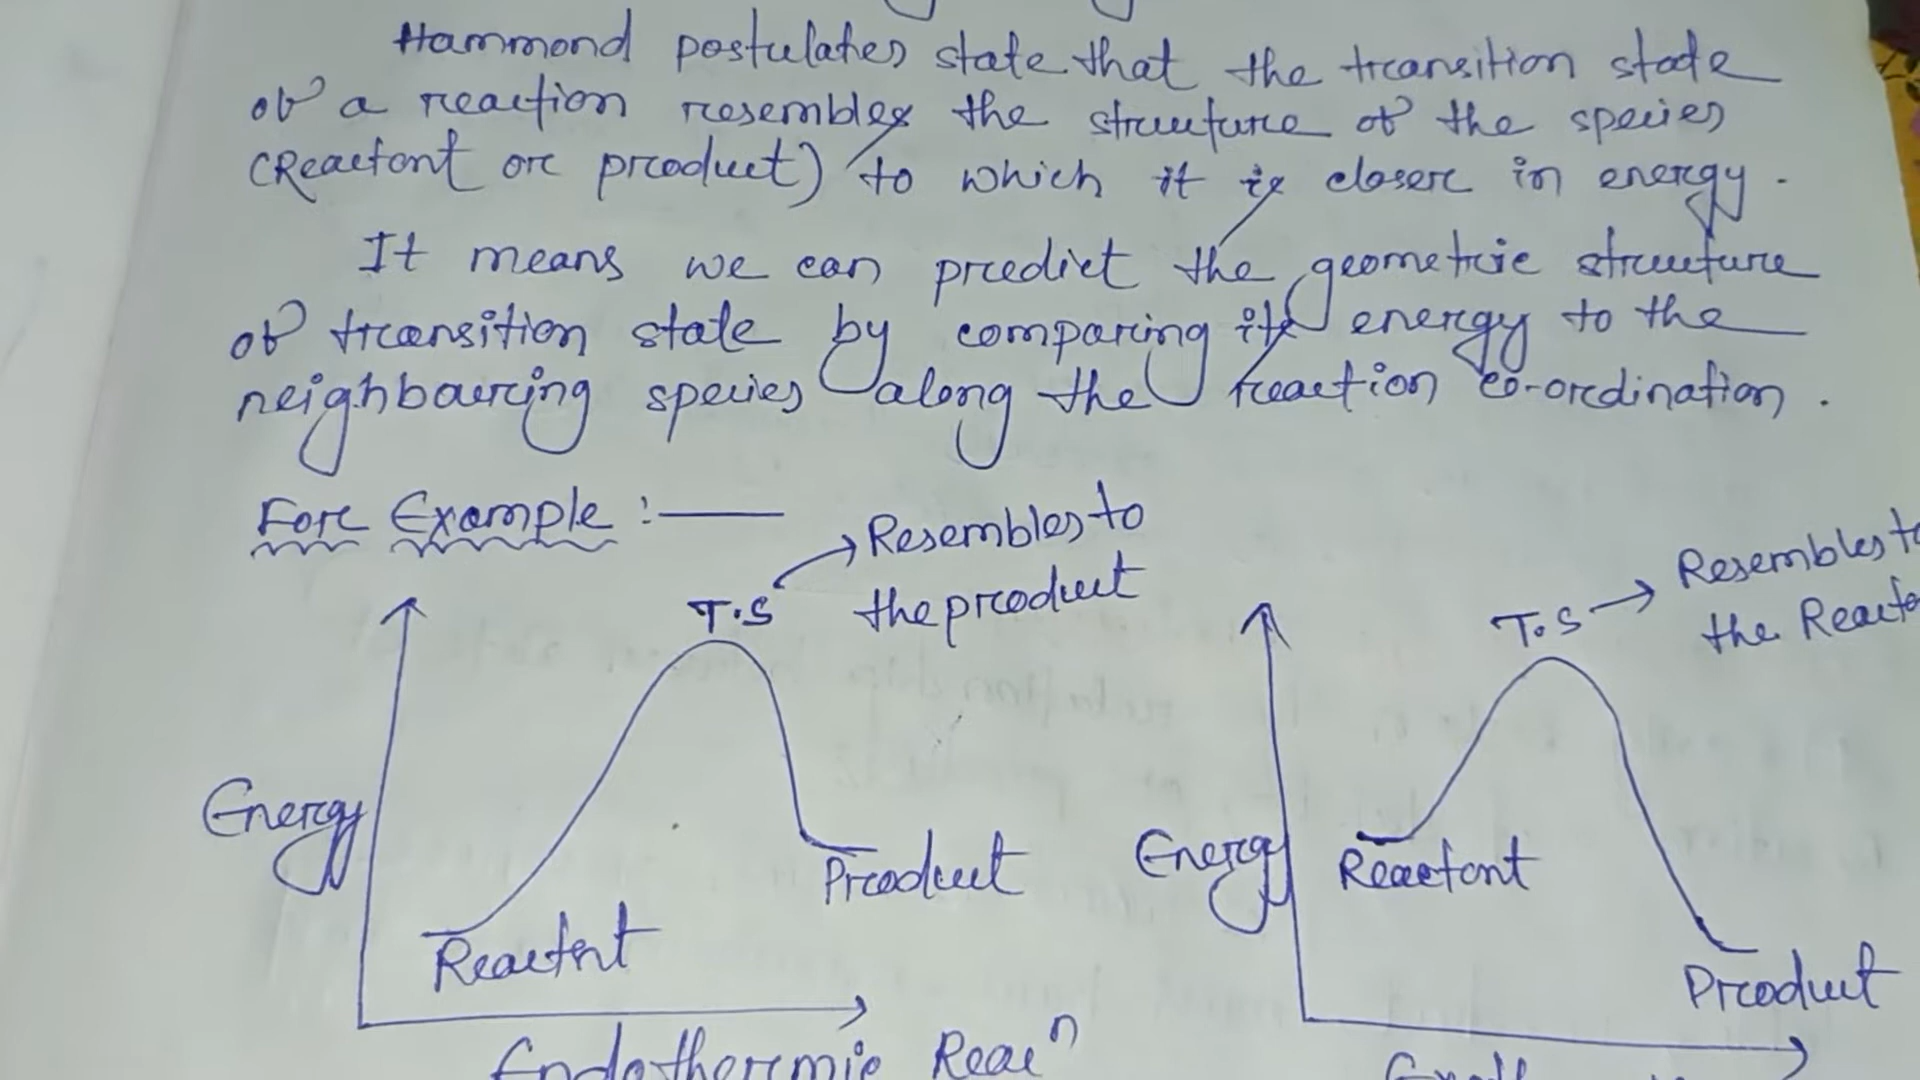 Hammond postulates state that the transition state
of a reaction resembles the structure of the species
(Reactant or product) to which it is closer in energy.
It means we can predict the geometric structure
of transition state by comparing its energy to the
neighbouring species along the reaction co-ordination.
For Example :—
T.S → Resembles to
the product
Energy
Reactent
Product
Endothermic Reacⁿ
T.S → Resembles to
the
Energy
Reactant
Product